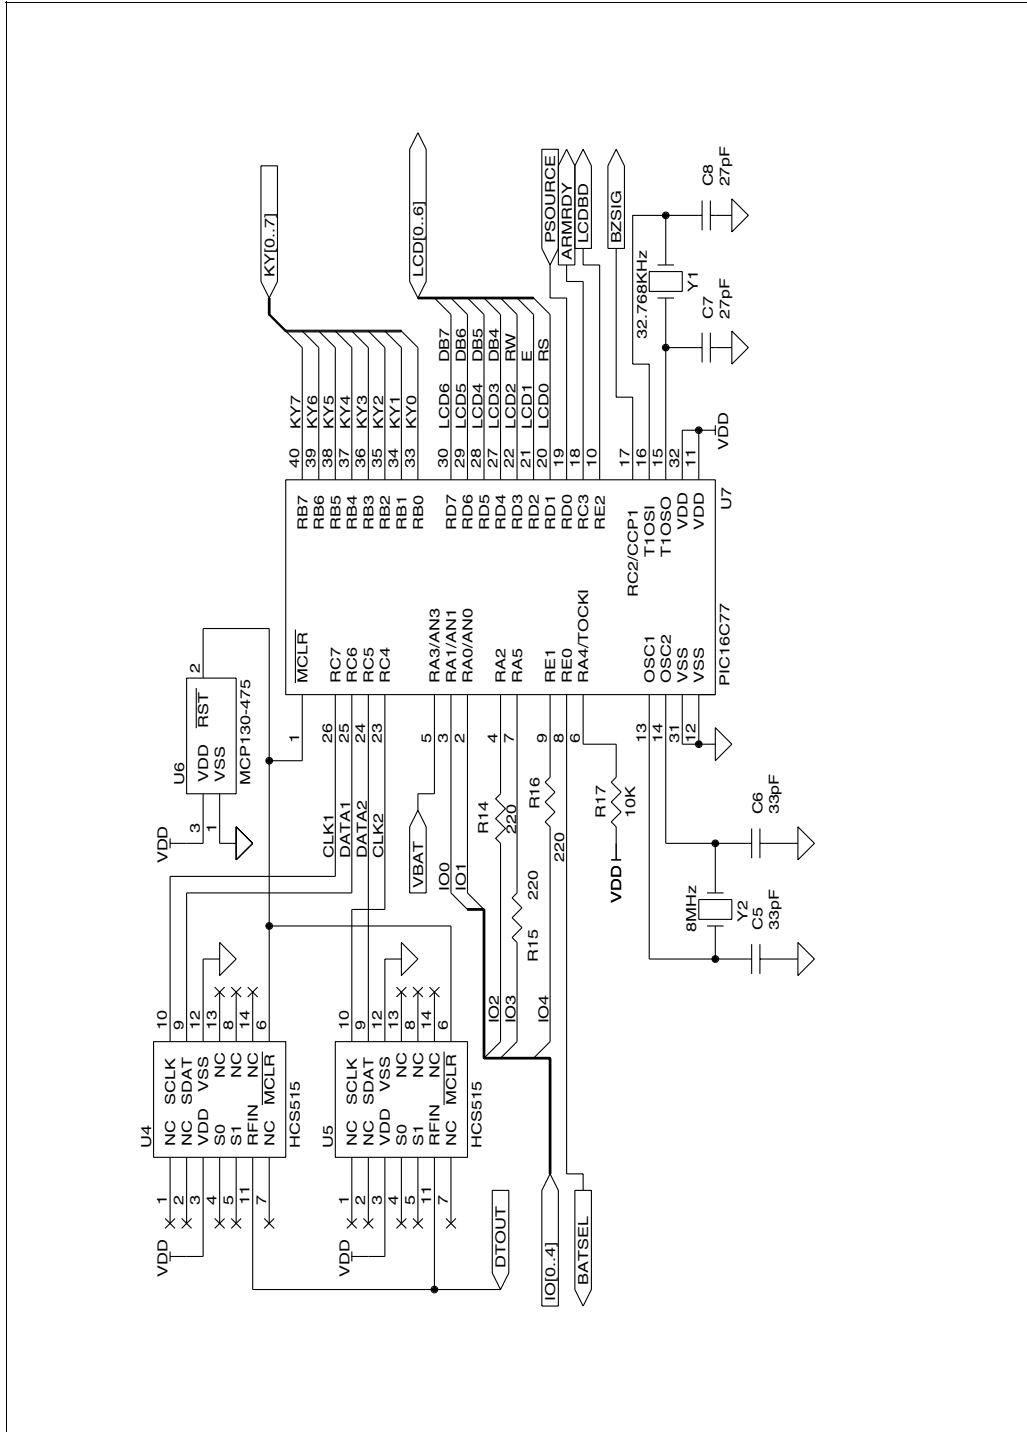 U4
1 NC SCLK 10
2 NC SDAT 9
VDD 3 VDD VSS 12
4 S0 NC 13
5 S1 NC 8
11 RFIN NC 14
7 NC MCLR 6
HCS515
U5
1 NC SCLK 10
2 NC SDAT 9
VDD 3 VDD VSS 12
4 S0 NC 13
5 S1 NC 8
11 RFIN NC 14
7 NC MCLR 6
HCS515
DTOUT
IO[0..4]
BATSEL
U6
VDD 3 VDD RST 2
1 VSS
MCP130-475
CLK1
DATA1
DATA2
CLK2
VBAT
IO0
IO1
IO2
IO3
IO4
R14
220
R15
220
R16
220
R17
10K
VDD
8MHz
Y2
C5
33pF
C6
33pF
1 MCLR
26 RC7
25 RC6
24 RC5
23 RC4
5 RA3/AN3
3 RA1/AN1
2 RA0/AN0
4 RA2
7 RA5
9 RE1
8 RE0
6 RA4/TOCKI
13 OSC1
14 OSC2
31 VSS
12 VSS
PIC16C77
U7
RB7 40 KY7
RB6 39 KY6
RB5 38 KY5
RB4 37 KY4
RB3 36 KY3
RB2 35 KY2
RB1 34 KY1
RB0 33 KY0
RD7 30 LCD6 DB7
RD6 29 LCD5 DB6
RD5 28 LCD4 DB5
RD4 27 LCD3 DB4
RD3 22 LCD2 RW
RD2 21 LCD1 E
RD1 20 LCD0 RS
RD0 19
RC3 18
RE2 10
RC2/CCP1 17
T1OSI 16
T1OSO 15
VDD 32
VDD 11
VDD
KY[0..7]
LCD[0..6]
PSOURCE
ARMRDY
LCDBD
BZSIG
32.768KHz
Y1
C7
27pF
C8
27pF